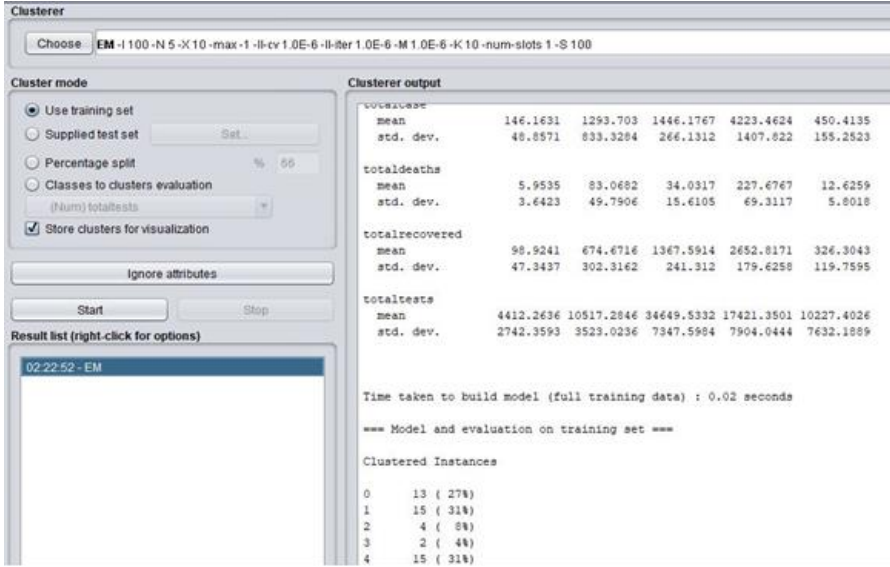 Clusterer
Choose EM -I 100 -N 5 -X 10 -max -1 -ll-cv 1.0E-6 -ll-iter 1.0E-6 -M 1.0E-6 -K 10 -num-slots 1 -S 100
Cluster mode
Use training set
Supplied test set Set...
Percentage split % 66
Classes to clusters evaluation
(Num) totaltests
Store clusters for visualization
Ignore attributes
Start Stop
Result list (right-click for options)
02:22:52 - EM
Clusterer output
totalcase
mean 146.1631 1293.703 1446.1767 4223.4624 450.4135
std. dev. 48.8571 833.3284 266.1312 1407.822 155.2523
totaldeaths
mean 5.9535 83.0682 34.0317 227.6767 12.6259
std. dev. 3.6423 49.7906 15.6105 69.3117 5.8018
totalrecovered
mean 98.9241 674.6716 1367.5914 2652.8171 326.3043
std. dev. 47.3437 302.3162 241.312 179.6258 119.7595
totaltests
mean 4412.2636 10517.2846 34649.5332 17421.3501 10227.4026
std. dev. 2742.3593 3523.0236 7347.5984 7904.0444 7632.1889
Time taken to build model (full training data) : 0.02 seconds
=== Model and evaluation on training set ===
Clustered Instances
0 13 ( 27%)
1 15 ( 31%)
2 4 ( 8%)
3 2 ( 4%)
4 15 ( 31%)